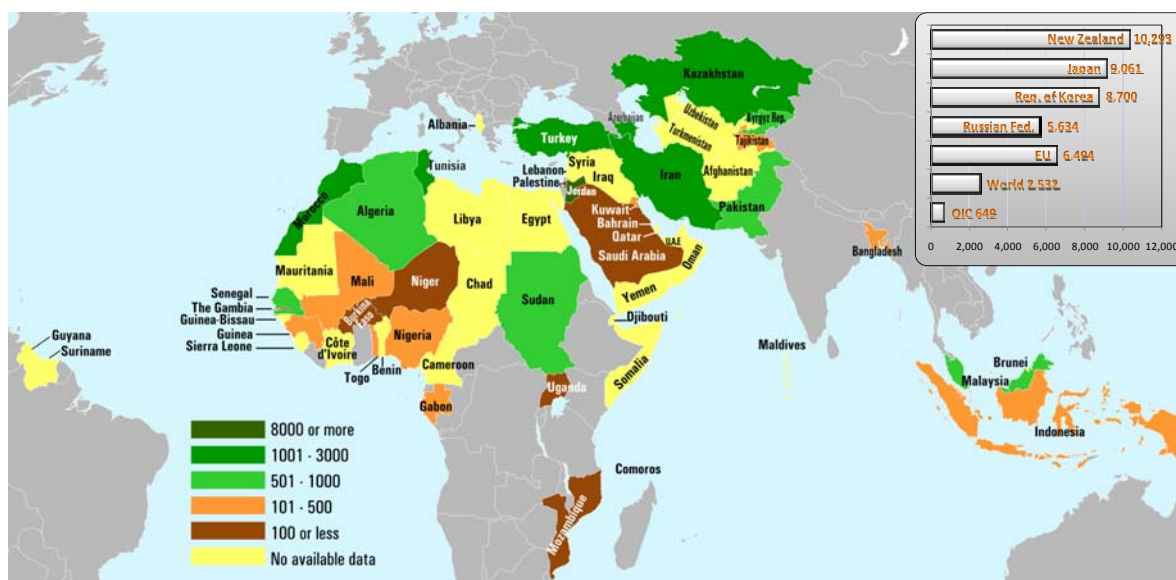 New Zealand 10,293
Japan 9,061
Rep. of Korea 8,700
Russian Fed. 5,634
EU 6,494
World 2,532
OIC 649
0 2,000 4,000 6,000 8,000 10,000 12,000
Kazakhstan
Azerbaijan
Uzbekistan
Kyrgyz Rep.
Albania
Turkey
Turkmenistan
Tajikistan
Tunisia
Lebanon
Syria
Afghanistan
Palestine
Iraq
Iran
Jordan
Morocco
Algeria
Libya
Egypt
Kuwait
Pakistan
Bahrain
Qatar
Saudi Arabia
UAE
Oman
Bangladesh
Mauritania
Mali
Niger
Chad
Sudan
Yemen
Senegal
The Gambia
Guinea-Bissau
Burkina
Faso
Nigeria
Djibouti
Guinea
Sierra Leone
Côte
d'Ivoire
Guyana
Suriname
Togo
Benin
Cameroon
Somalia
Maldives
Brunei
Malaysia
Uganda
Gabon
Indonesia
8000 or more
1001 - 3000
501 - 1000
101 - 500
100 or less
No available data
Comoros
Mozambique